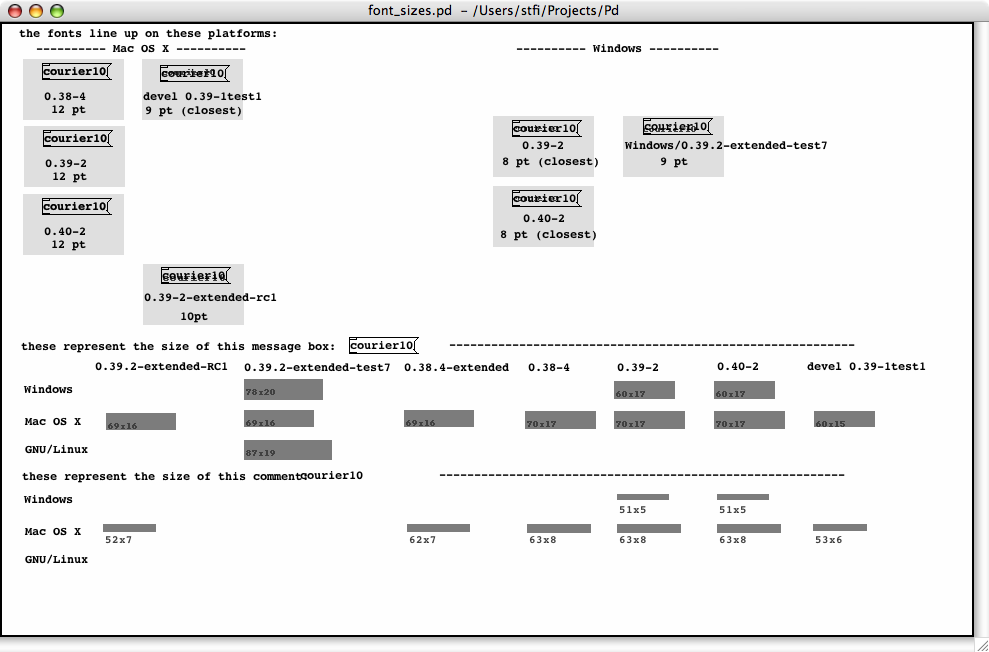 font_sizes.pd - /Users/stfi/Projects/Pd
the fonts line up on these platforms:
---------- Mac OS X ---------- ---------- Windows ----------
courier10 courier10
0.38-4 devel 0.39-1test1
12 pt 9 pt (closest)
courier10 courier10
0.39-2 Windows/0.39.2-extended-test7
8 pt (closest) 9 pt
courier10
0.39-2
12 pt
courier10 courier10
0.40-2 0.40-2
12 pt 8 pt (closest)
courier10
0.39-2-extended-rc1
10pt
these represent the size of this message box: courier10 ----------------------------------------------------------
0.39.2-extended-RC1 0.39.2-extended-test7 0.38.4-extended 0.38-4 0.39-2 0.40-2 devel 0.39-1test1
Windows 78x20 60x17 60x17
Mac OS X 69x16 69x16 69x16 70x17 70x17 70x17 60x15
GNU/Linux 87x19
these represent the size of this comment: courier10 ----------------------------------------------------------
Windows 51x5 51x5
Mac OS X 52x7 62x7 63x8 63x8 63x8 53x6
GNU/Linux